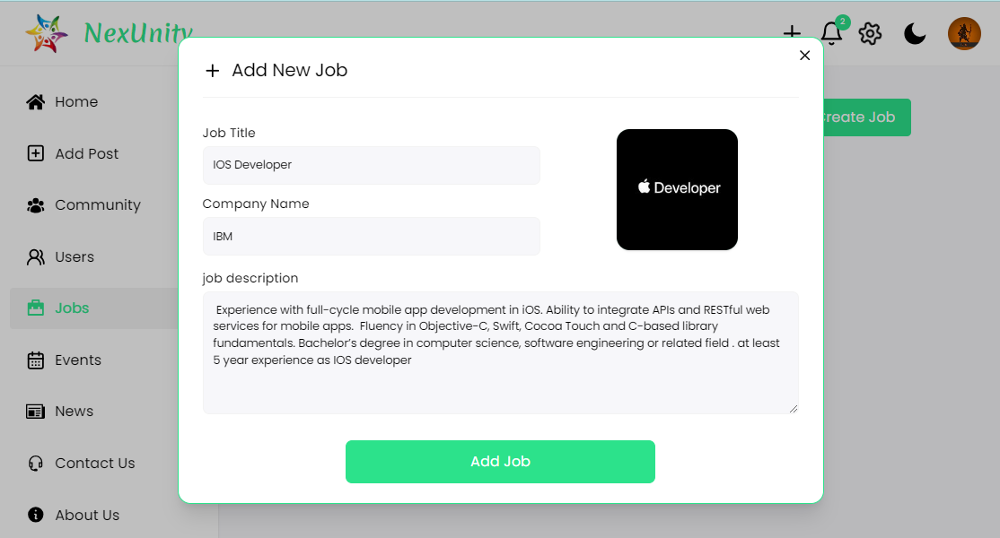 NexUnity
2
+ Add New Job
Create Job
Home
Add Post
Community
Users
Jobs
Events
News
Contact Us
About Us
Job Title
IOS Developer
Developer
Company Name
IBM
job description
Experience with full-cycle mobile app development in iOS. Ability to integrate APIs and RESTful web
services for mobile apps.  Fluency in Objective-C, Swift, Cocoa Touch and C-based library
fundamentals. Bachelor’s degree in computer science, software engineering or related field . at least
5 year experience as IOS developer
Add Job